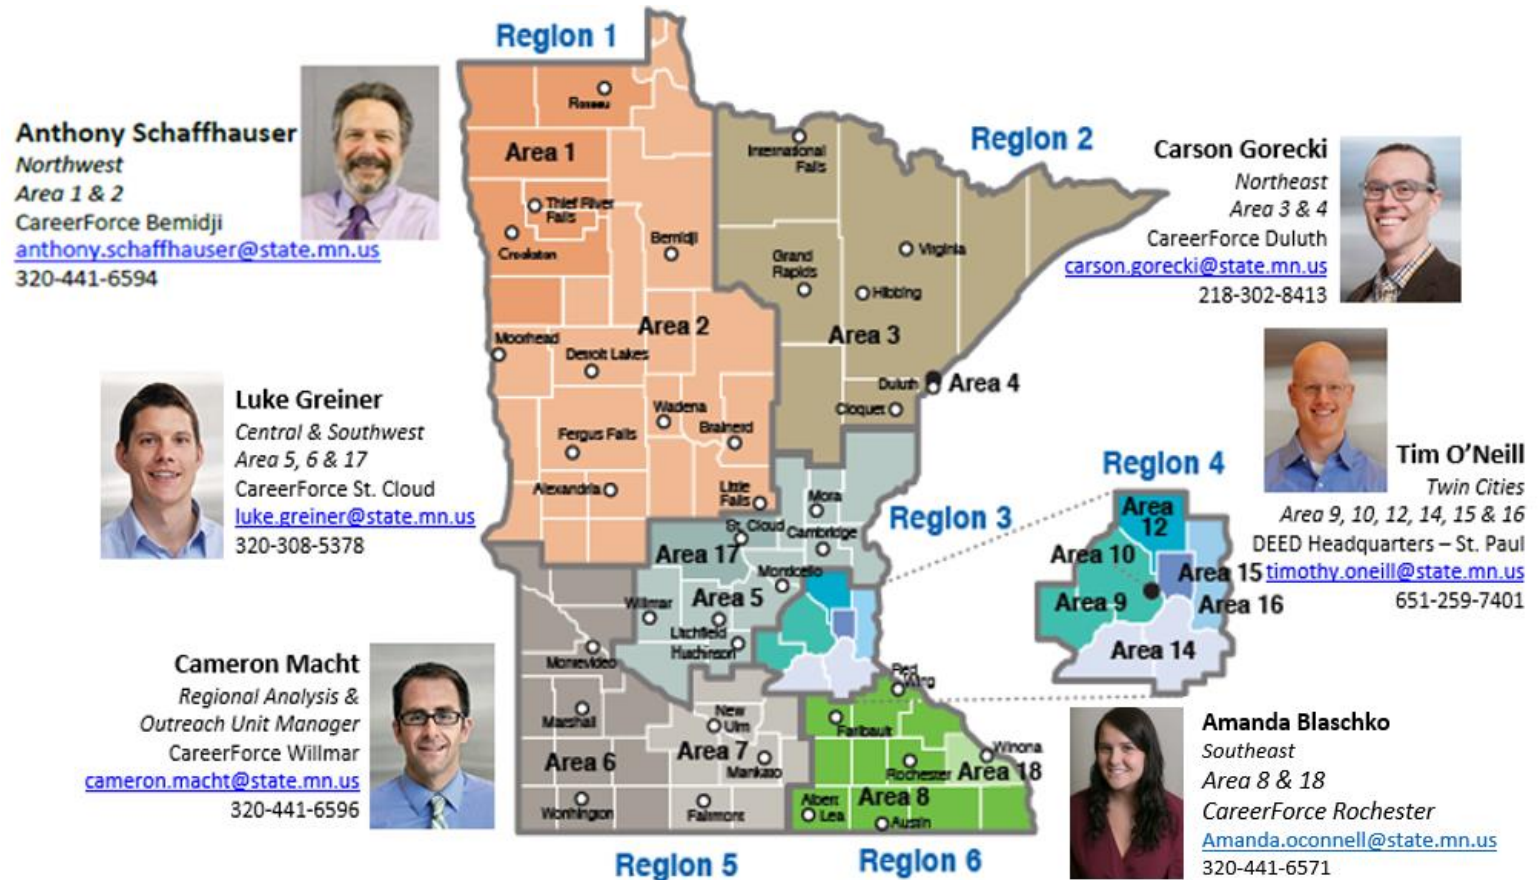 Region 1
Anthony Schaffhauser
Northwest
Area 1 & 2
CareerForce Bemidji
anthony.schaffhauser@state.mn.us
320-441-6594
Region 2
Carson Gorecki
Northeast
Area 3 & 4
CareerForce Duluth
carson.gorecki@state.mn.us
218-302-8413
Roseau
Area 1
Thief River
Falls
Crookston
Bemidji
International
Falls
Grand
Rapids
Virginia
Hibbing
Area 2
Area 3
Moorhead
Detroit Lakes
Duluth
Area 4
Cloquet
Wadena
Brainerd
Fergus Falls
Alexandria
Little
Falls
Luke Greiner
Central & Southwest
Area 5, 6 & 17
CareerForce St. Cloud
luke.greiner@state.mn.us
320-308-5378
Tim O’Neill
Twin Cities
Area 9, 10, 12, 14, 15 & 16
DEED Headquarters – St. Paul
timothy.oneill@state.mn.us
651-259-7401
Region 4
Area
12
Area 10
Area 15
Area 9
Area 16
Area 14
Region 3
Mora
St. Cloud
Cambridge
Area 17
Monticello
Willmar
Area 5
Litchfield
Hutchinson
Montevideo
Cameron Macht
Regional Analysis &
Outreach Unit Manager
CareerForce Willmar
cameron.macht@state.mn.us
320-441-6596
Red
Wing
Marshall
New
Ulm
Faribault
Area 6
Area 7
Mankato
Rochester
Winona
Area 18
Worthington
Fairmont
Albert
Lea
Area 8
Austin
Amanda Blaschko
Southeast
Area 8 & 18
CareerForce Rochester
Amanda.oconnell@state.mn.us
320-441-6571
Region 5
Region 6